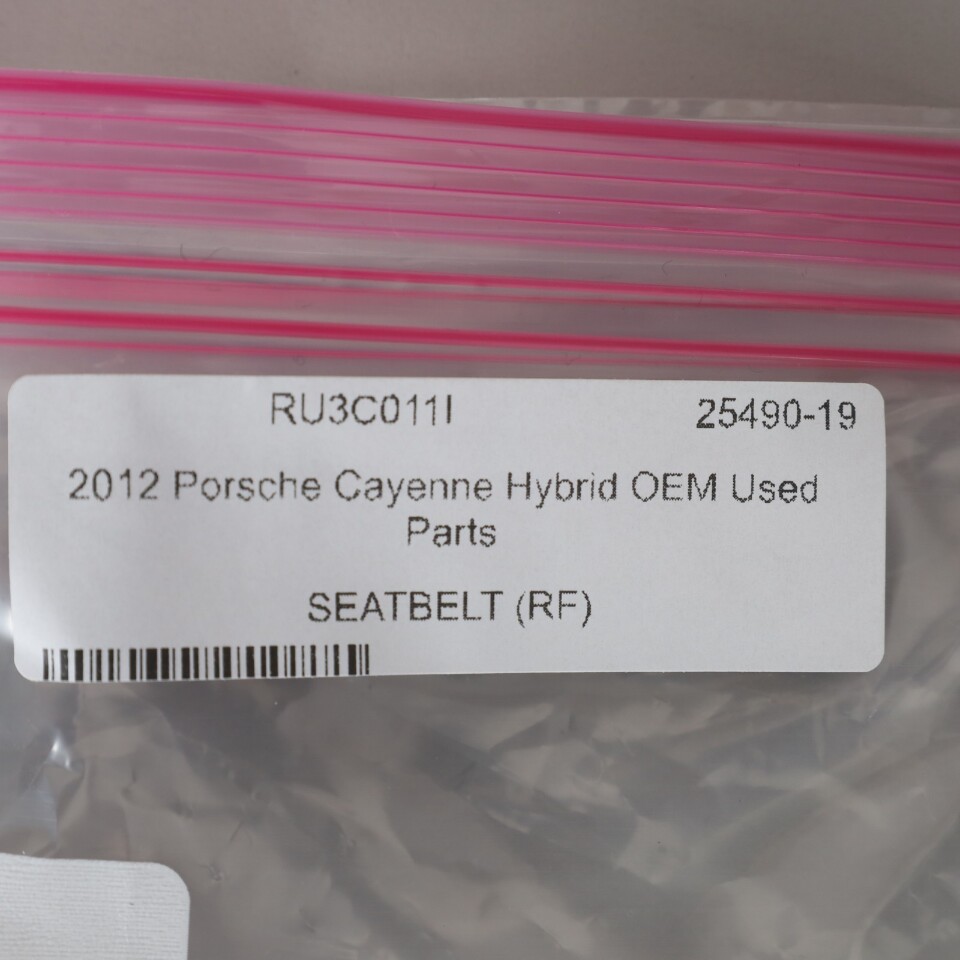 RU3C011I 25490-19
2012 Porsche Cayenne Hybrid OEM Used
Parts
SEATBELT (RF)